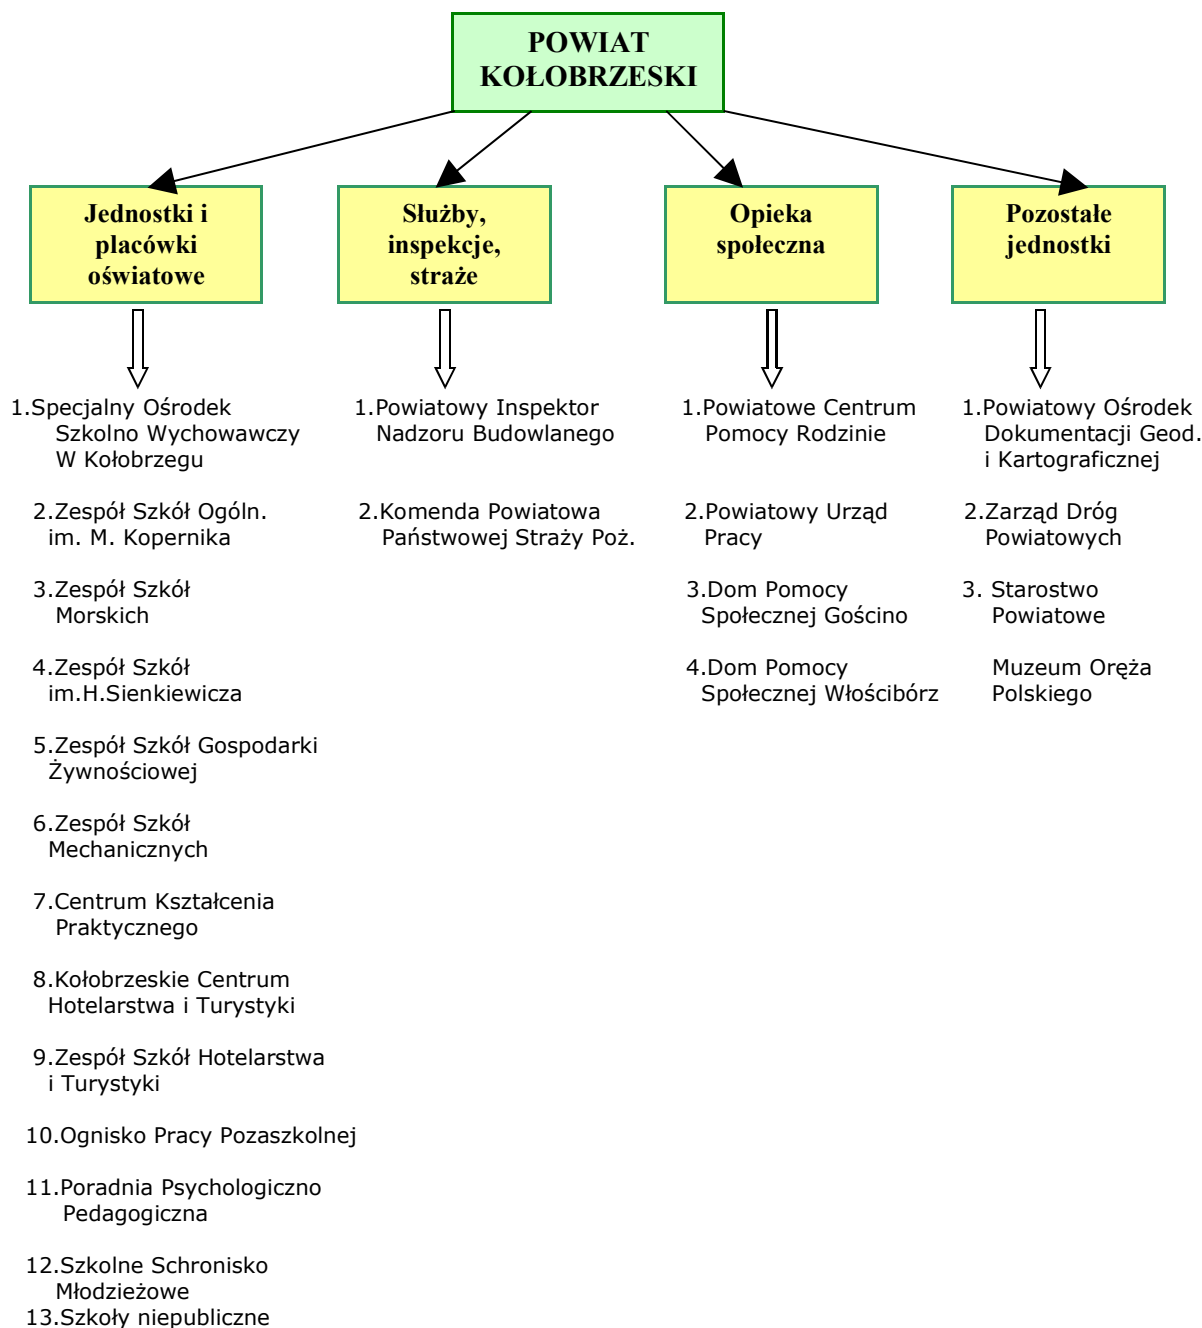 POWIAT
KOŁOBRZESKI
Jednostki i
placówki
oświatowe
Służby,
inspekcje,
straże
Opieka
społeczna
Pozostałe
jednostki
1.Specjalny Ośrodek
Szkolno Wychowawczy
W Kołobrzegu
2.Zespół Szkół Ogóln.
im. M. Kopernika
3.Zespół Szkół
Morskich
4.Zespół Szkół
im.H.Sienkiewicza
5.Zespół Szkół Gospodarki
Żywnościowej
6.Zespół Szkół
Mechanicznych
7.Centrum Kształcenia
Praktycznego
8.Kołobrzeskie Centrum
Hotelarstwa i Turystyki
9.Zespół Szkół Hotelarstwa
i Turystyki
10.Ognisko Pracy Pozaszkolnej
11.Poradnia Psychologiczno
Pedagogiczna
12.Szkolne Schronisko
Młodzieżowe
13.Szkoły niepubliczne
1.Powiatowy Inspektor
Nadzoru Budowlanego
2.Komenda Powiatowa
Państwowej Straży Poż.
1.Powiatowe Centrum
Pomocy Rodzinie
2.Powiatowy Urząd
Pracy
3.Dom Pomocy
Społecznej Gościno
4.Dom Pomocy
Społecznej Włościbórz
1.Powiatowy Ośrodek
Dokumentacji Geod.
i Kartograficznej
2.Zarząd Dróg
Powiatowych
3. Starostwo
Powiatowe
Muzeum Oręża
Polskiego